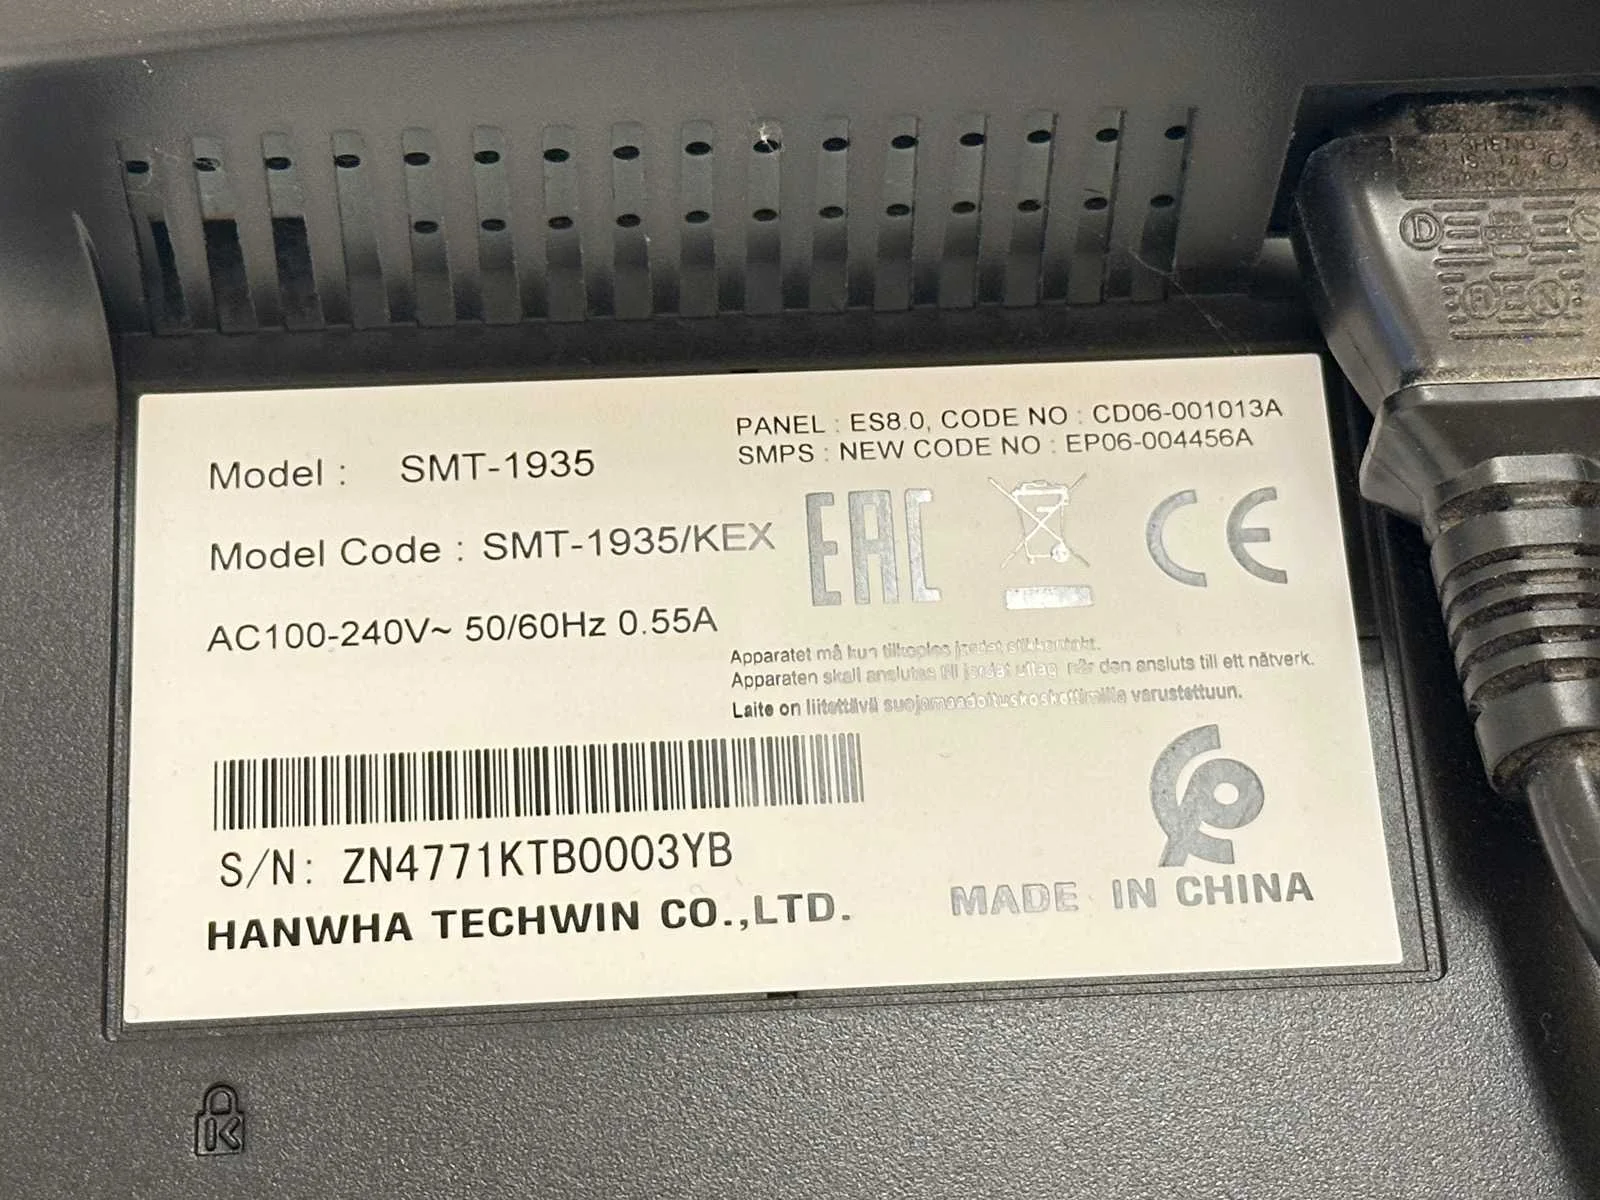 PANEL : ES8.0, CODE NO : CD06-001013A
SMPS : NEW CODE NO : EP06-004456A
Model : SMT-1935
Model Code : SMT-1935/KEX
EAC
CE
AC100-240V~ 50/60Hz 0.55A
Apparatet må kun tilkoples jordet stikkontakt.
Apparaten skall anslutas till jordat uttag när den ansluts till ett nätverk.
Laite on liitettävä suojamaadoituskoskettimilla varustettuun.
S/N: ZN4771KTB0003YB
HANWHA TECHWIN CO.,LTD.
MADE IN CHINA
K